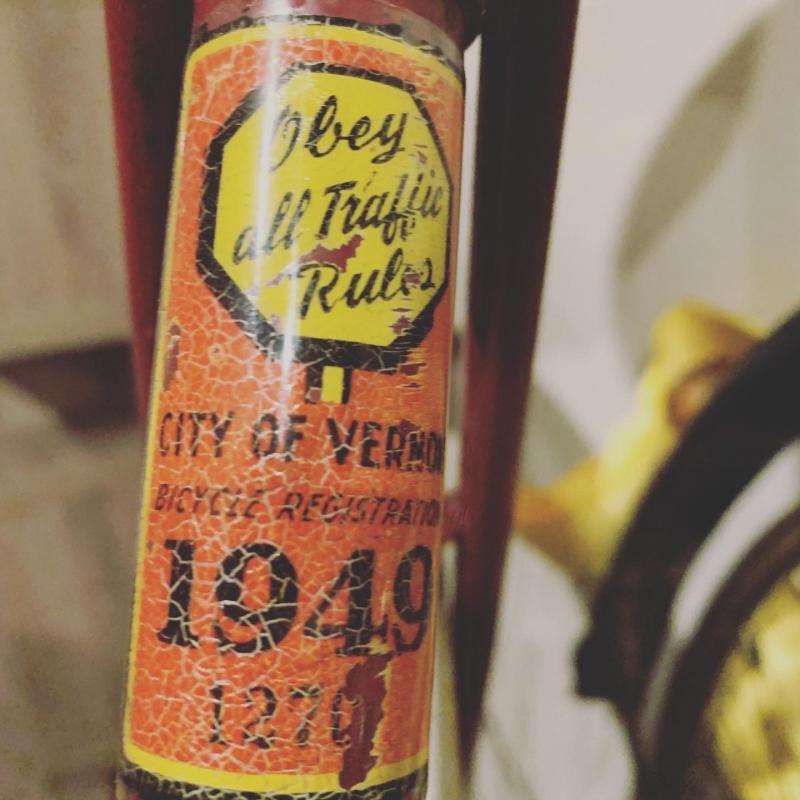 Obey
all Traffic
Rules
CITY OF VERNON
BICYCLE REGISTRATION
1949
1270